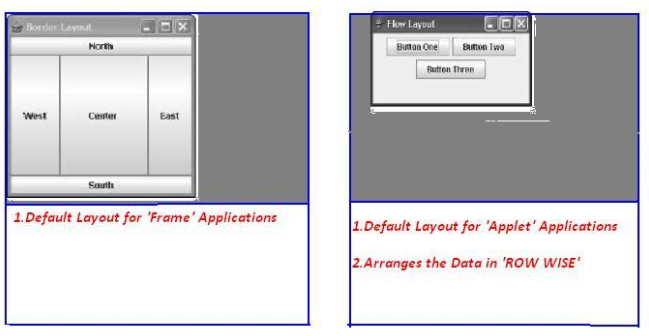 Border Layout
North
West
Center
East
South
1.Default Layout for 'Frame' Applications
Flow Layout
Button One
Button Two
Button Three
1.Default Layout for 'Applet' Applications
2.Arranges the Data in 'ROW WISE'